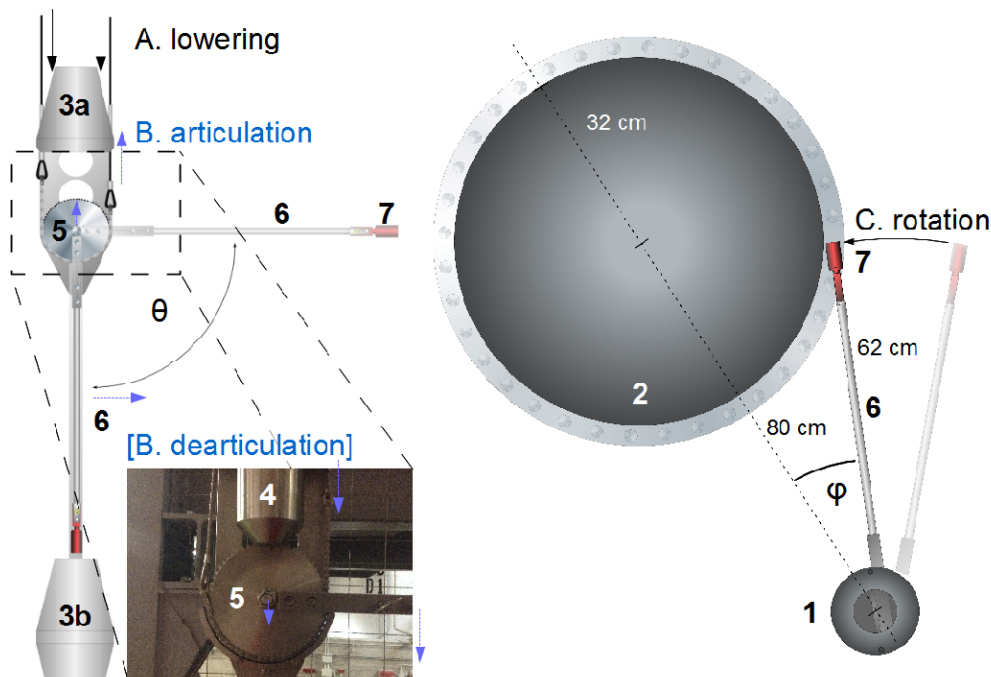 A. lowering
3a
B. articulation
5
6
7
θ
6
[B. dearticulation]
4
5
3b
32 cm
C. rotation
7
62 cm
2
6
80 cm
φ
1